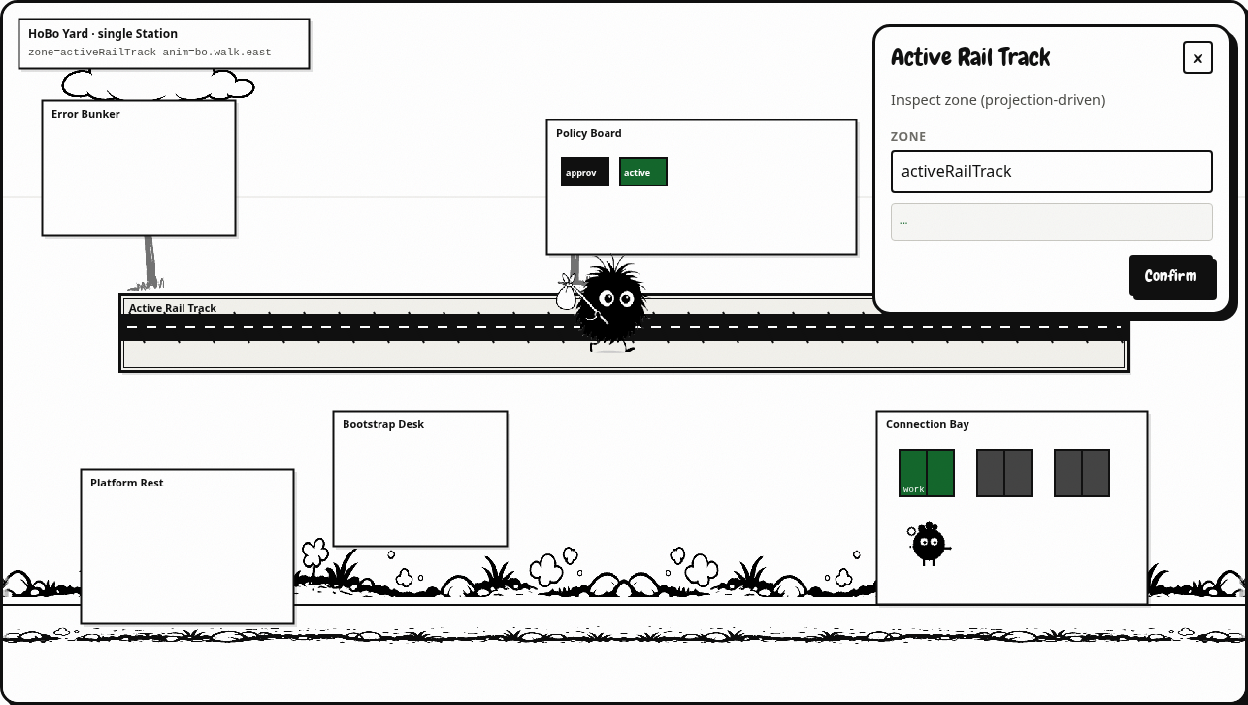 HoBo Yard · single Station
zone=activeRailTrack anim=bo.walk.east
Error Bunker
Policy Board
approv
active
Active Rail Track
x
Inspect zone (projection-driven)
ZONE
activeRailTrack
…
Confirm
Active Rail Track
Bootstrap Desk
Platform Rest
Connection Bay
work